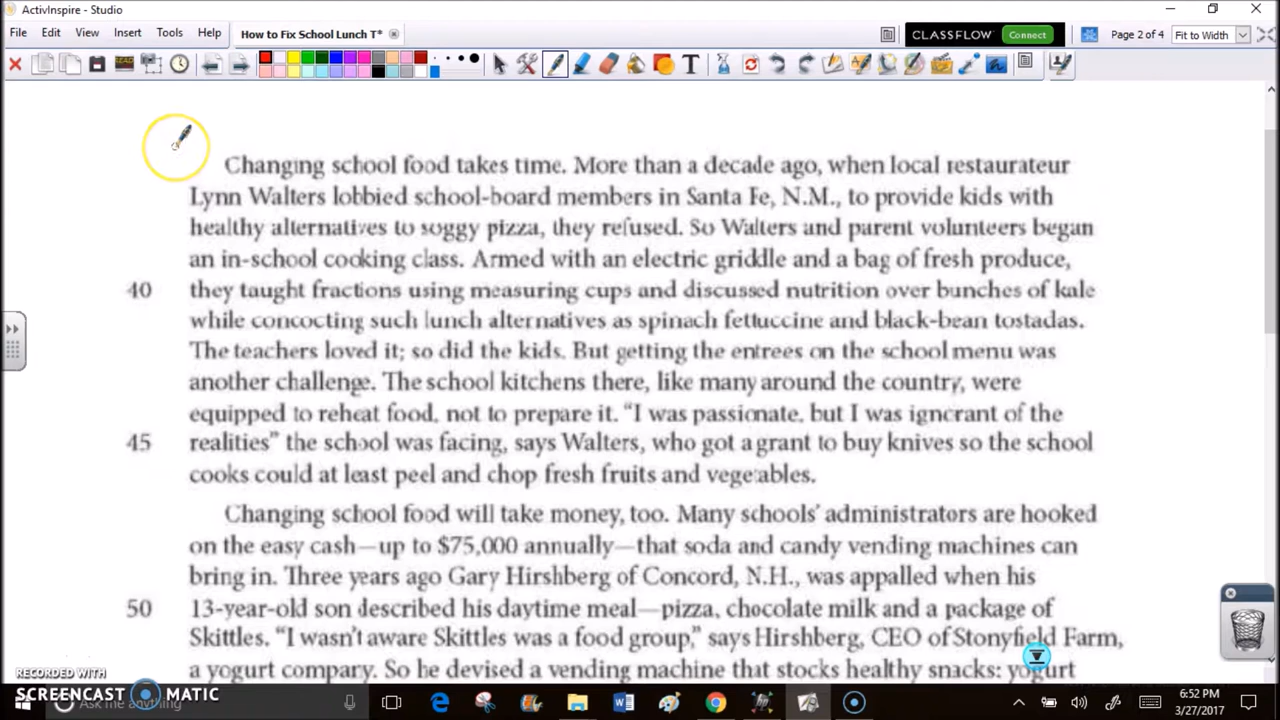 ActivInspire - Studio
File Edit View Insert Tools Help How to Fix School Lunch T* CLASSFLOW Connect Page 2 of 4 Fit to Width
Changing school food takes time. More than a decade ago, when local restaurateur
Lynn Walters lobbied school-board members in Santa Fe, N.M., to provide kids with
healthy alternatives to soggy pizza, they refused. So Walters and parent volunteers began
an in-school cooking class. Armed with an electric griddle and a bag of fresh produce,
40 they taught fractions using measuring cups and discussed nutrition over bunches of kale
while concocting such lunch alternatives as spinach fettuccine and black-bean tostadas.
The teachers loved it; so did the kids. But getting the entrees on the school menu was
another challenge. The school kitchens there, like many around the country, were
equipped to reheat food, not to prepare it. “I was passionate, but I was ignorant of the
45 realities” the school was facing, says Walters, who got a grant to buy knives so the school
cooks could at least peel and chop fresh fruits and vegetables.
Changing school food will take money, too. Many schools’ administrators are hooked
on the easy cash—up to $75,000 annually—that soda and candy vending machines can
bring in. Three years ago Gary Hirshberg of Concord, N.H., was appalled when his
50 13-year-old son described his daytime meal—pizza, chocolate milk and a package of
Skittles. “I wasn’t aware Skittles was a food group,” says Hirshberg, CEO of Stonyfield Farm,
a yogurt company. So he devised a vending machine that stocks healthy snacks: yogurt
RECORDED WITH
SCREENCAST MATIC
Ask me anything
6:52 PM
3/27/2017